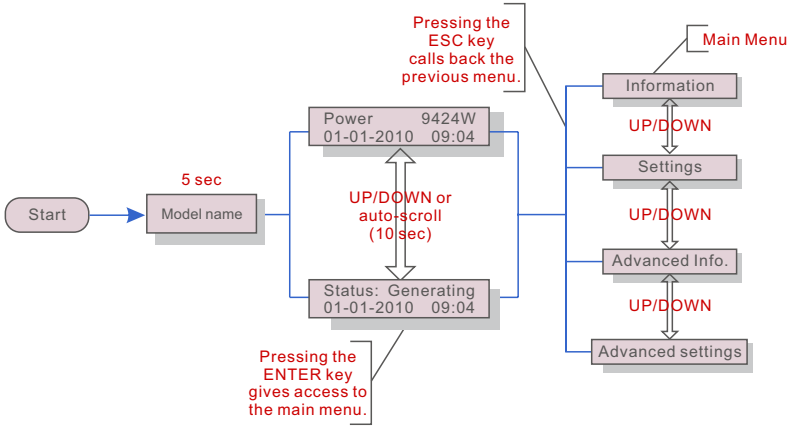 Start
5 sec
Model name
Power 9424W
01-01-2010 09:04
UP/DOWN or
auto-scroll
(10 sec)
Status: Generating
01-01-2010 09:04
Pressing the
ENTER key
gives access to
the main menu.
Pressing the
ESC key
calls back the
previous menu.
Main Menu
Information
UP/DOWN
Settings
UP/DOWN
Advanced Info.
UP/DOWN
Advanced settings